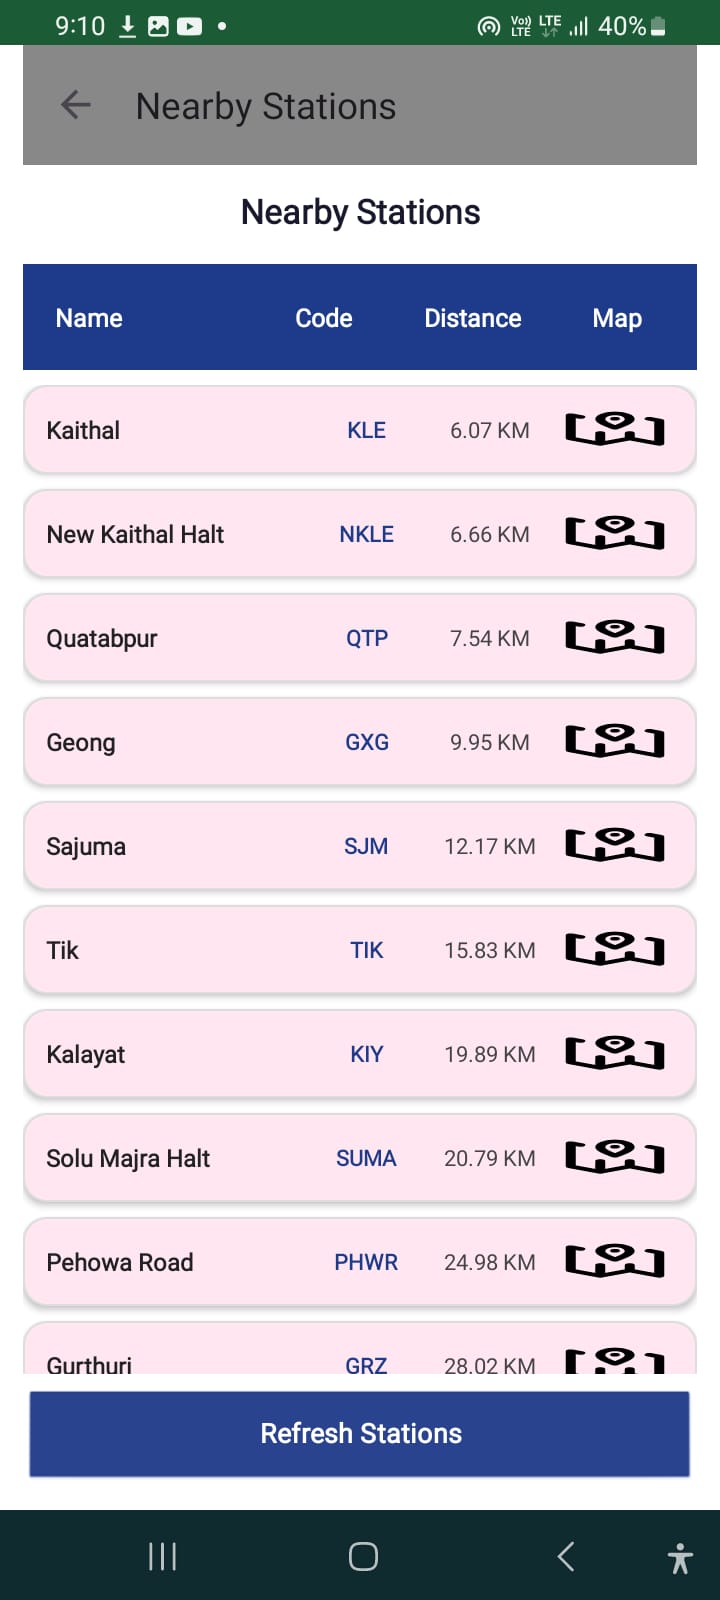 9:10 Vo)) LTE LTE 40%
Nearby Stations
Nearby Stations
Name Code Distance Map
Kaithal KLE 6.07 KM
New Kaithal Halt NKLE 6.66 KM
Quatabpur QTP 7.54 KM
Geong GXG 9.95 KM
Sajuma SJM 12.17 KM
Tik TIK 15.83 KM
Kalayat KIY 19.89 KM
Solu Majra Halt SUMA 20.79 KM
Pehowa Road PHWR 24.98 KM
Gurthuri GRZ 28.02 KM
Refresh Stations